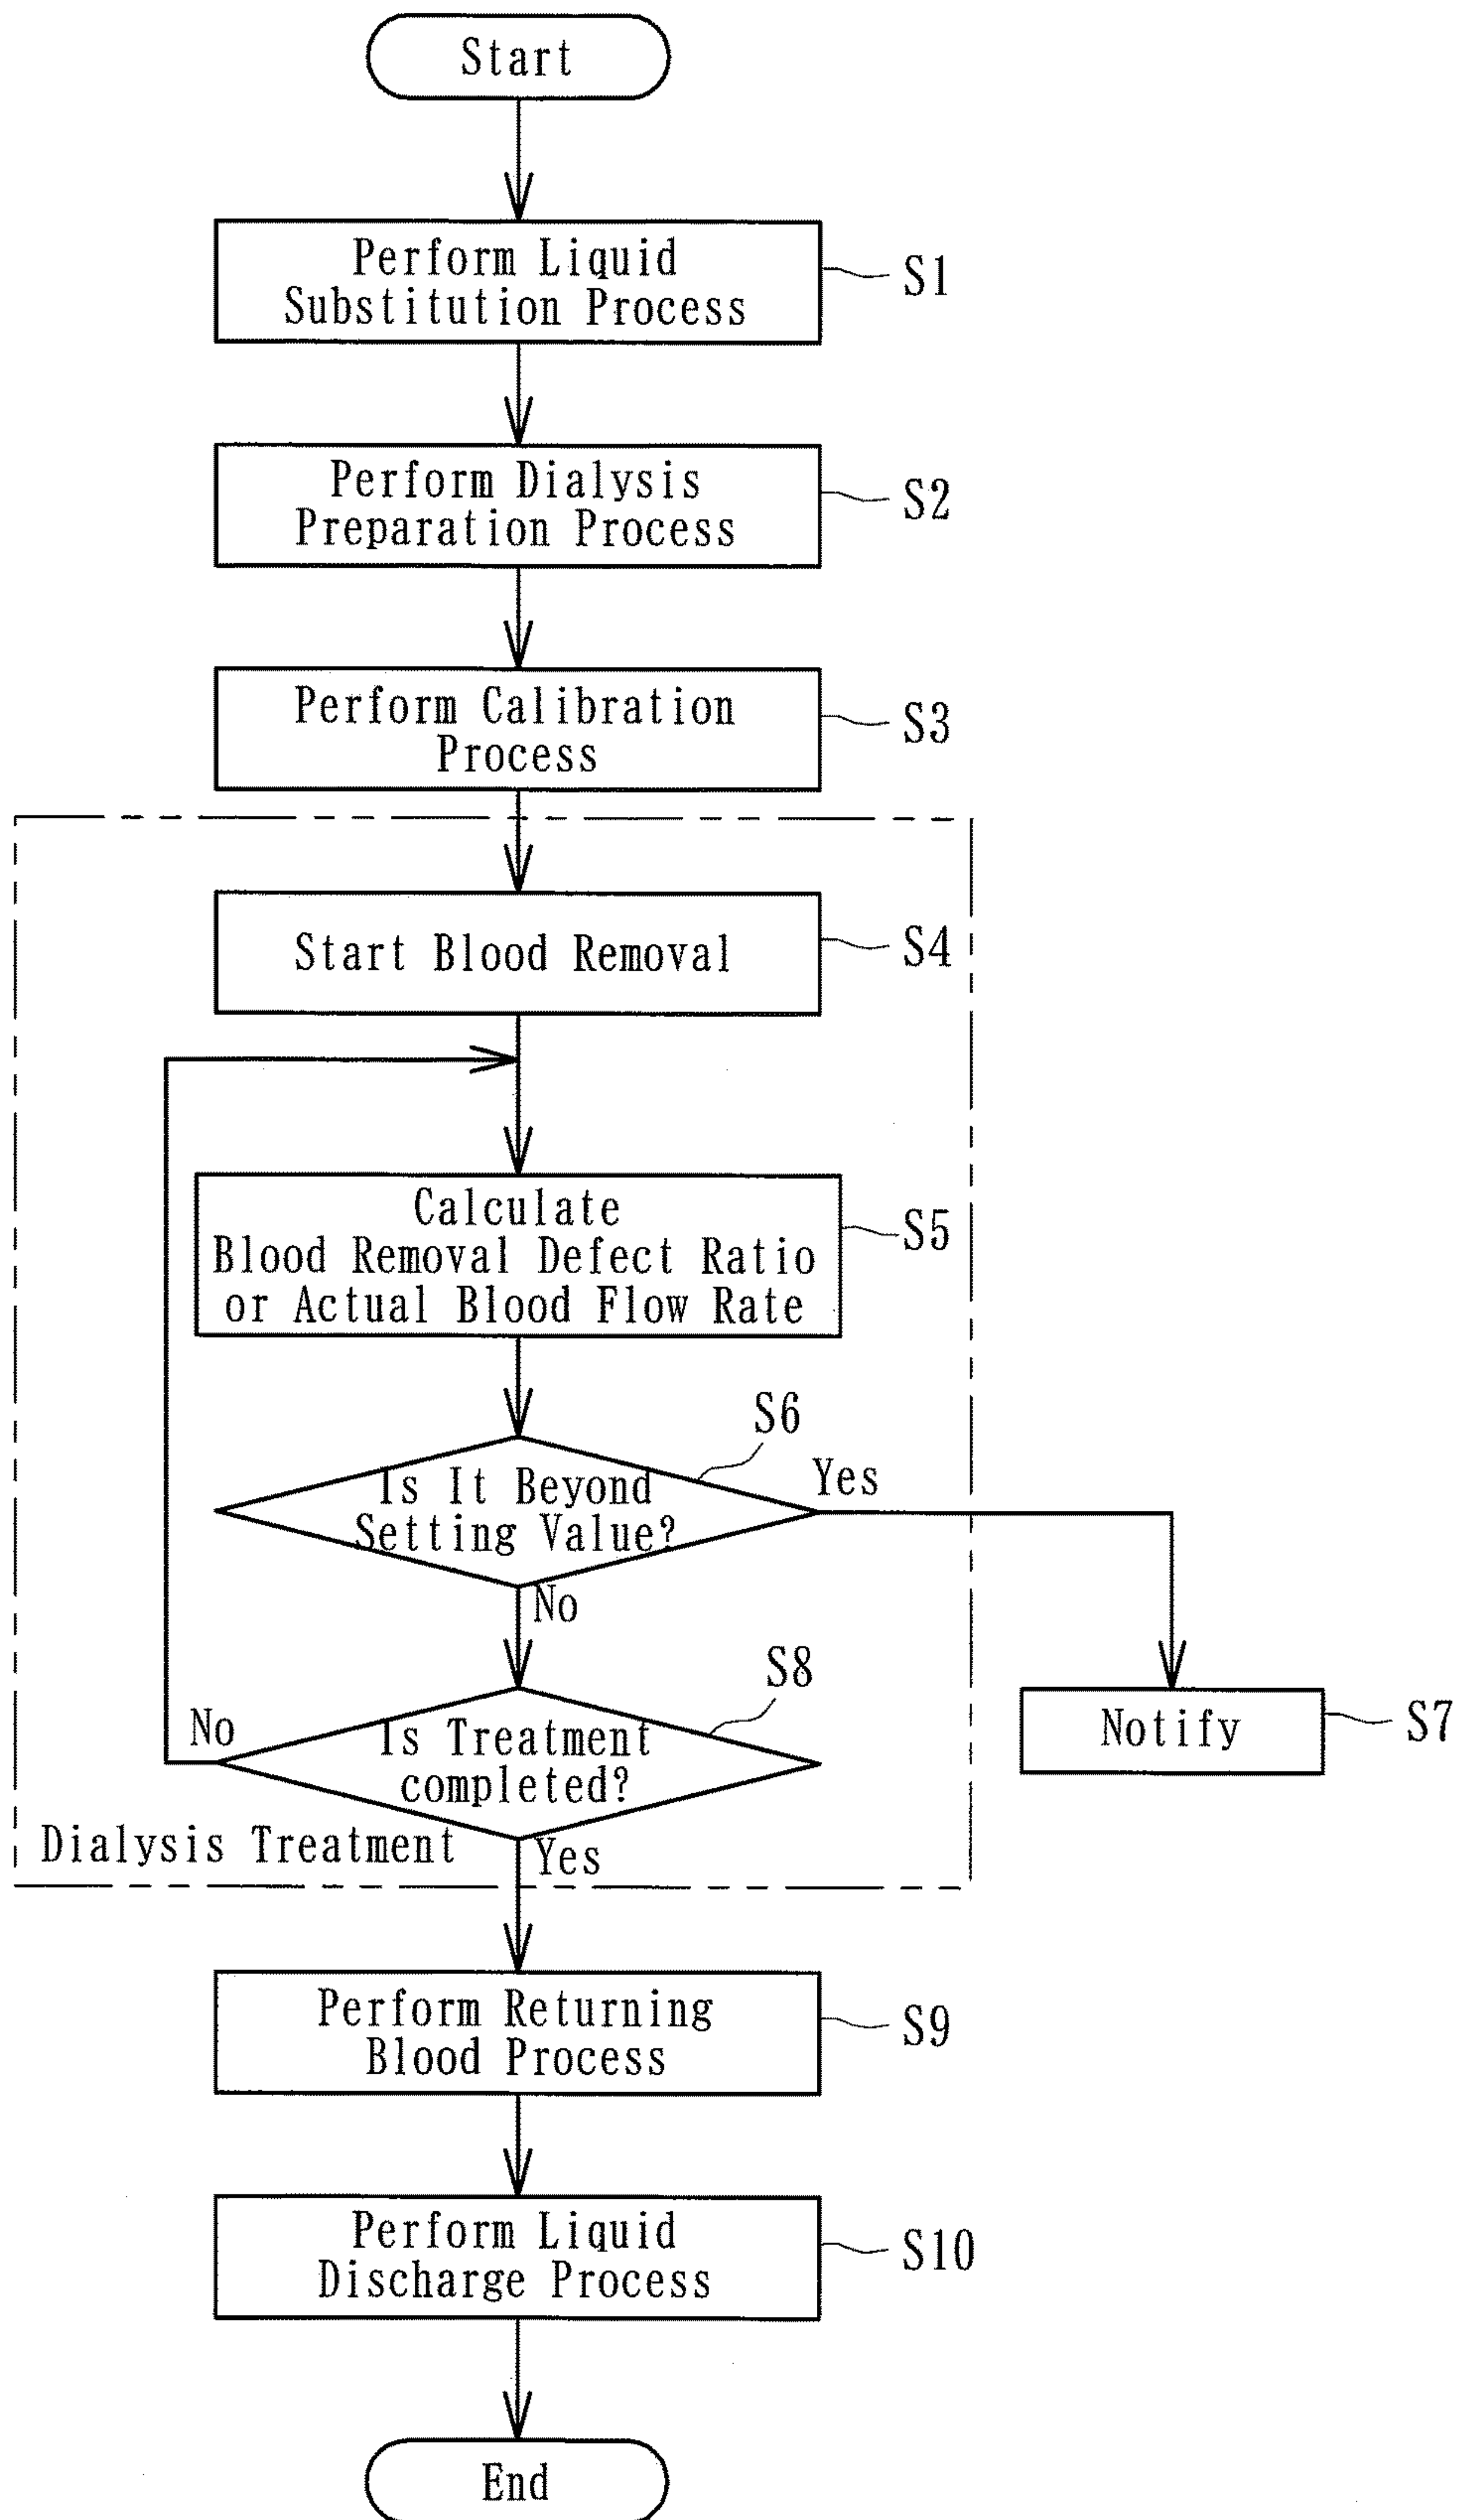 Start
Perform Liquid
Substitution Process
S1
Perform Dialysis
Preparation Process
S2
Perform Calibration
Process
S3
Start Blood Removal
S4
Calculate
Blood Removal Defect Ratio
or Actual Blood Flow Rate
S5
S6
Is It Beyond
Setting Value?
Yes
No
S8
Is Treatment
completed?
No
Notify
S7
Dialysis Treatment
Yes
Perform Returning
Blood Process
S9
Perform Liquid
Discharge Process
S10
End